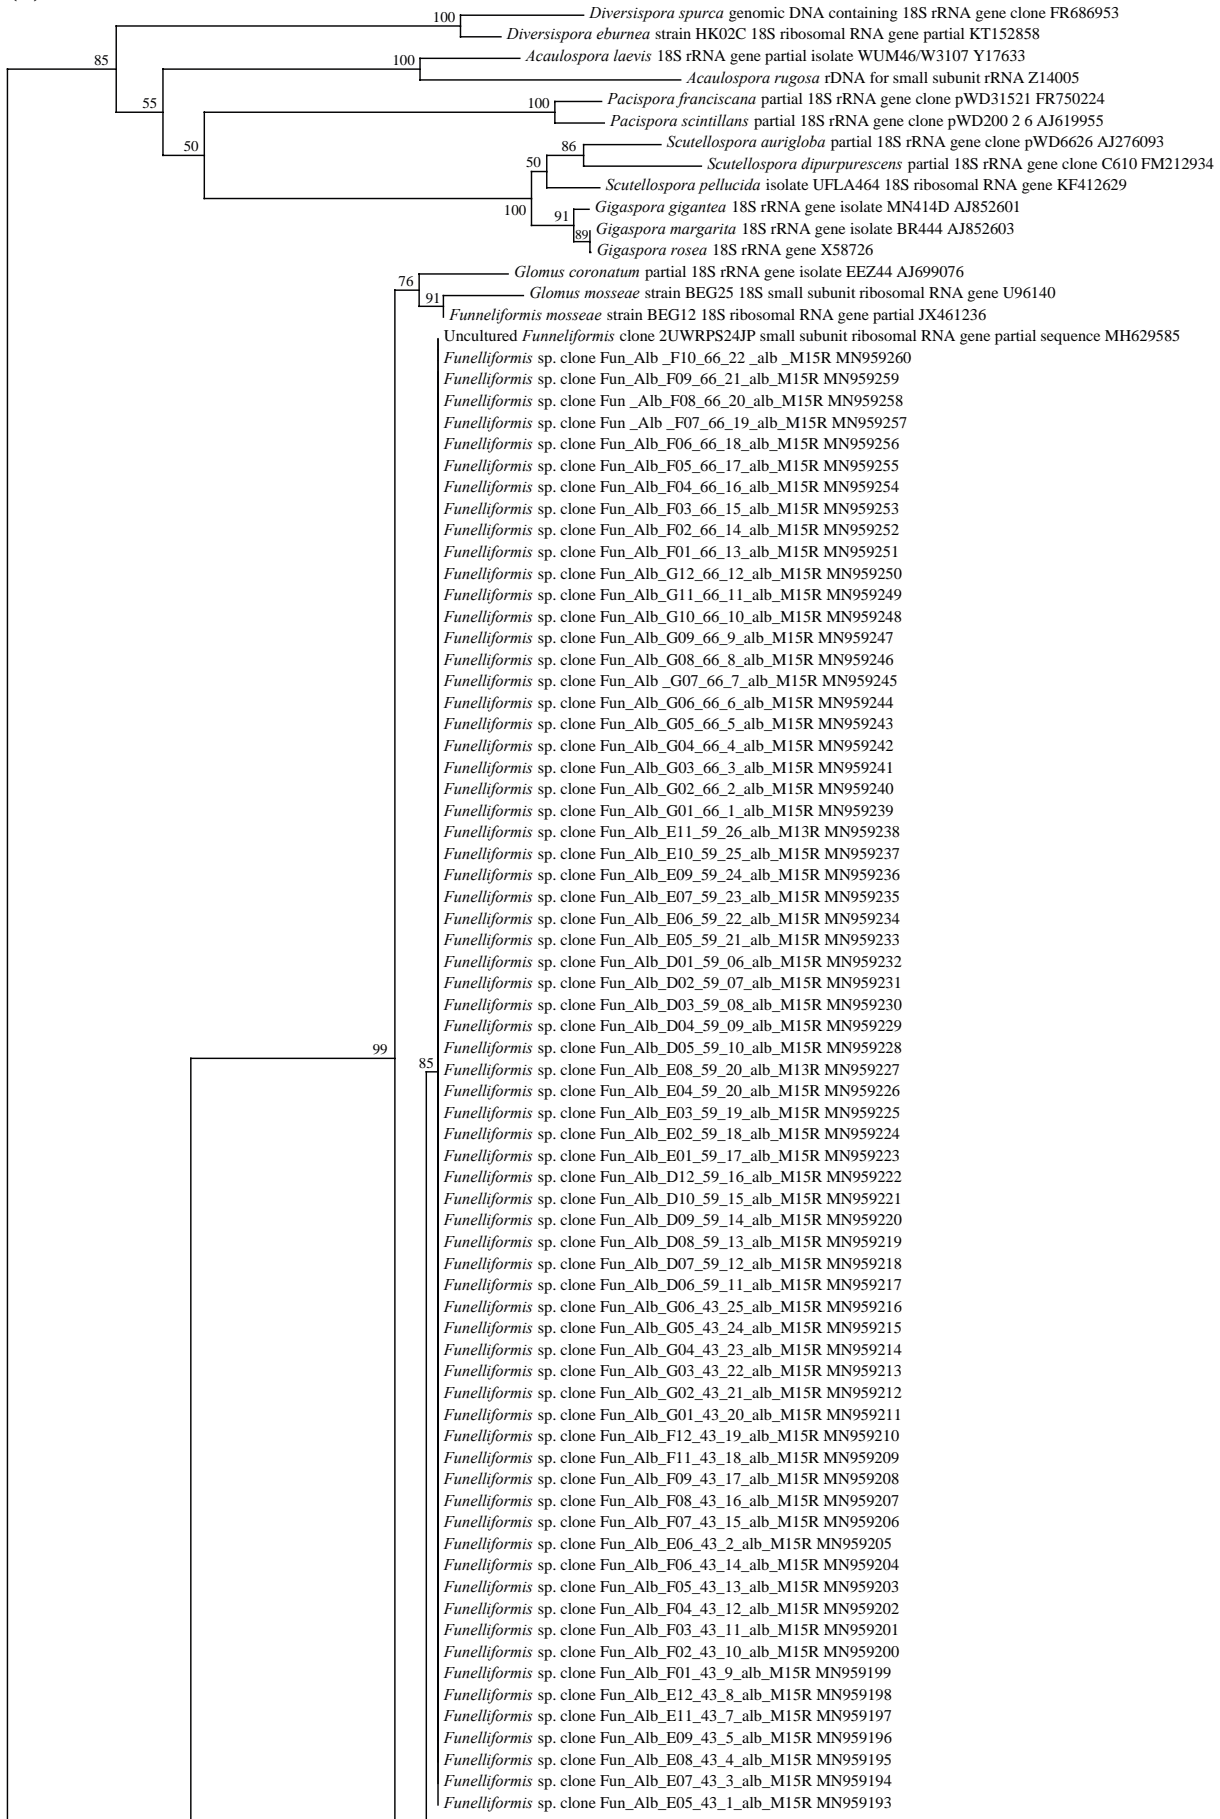 100
Diversispora spurca genomic DNA containing 18S rRNA gene clone FR686953
Diversispora eburnea strain HK02C 18S ribosomal RNA gene partial KT152858
85
100
Acaulospora laevis 18S rRNA gene partial isolate WUM46/W3107 Y17633
Acaulospora rugosa rDNA for small subunit rRNA Z14005
55
100
Pacispora franciscana partial 18S rRNA gene clone pWD31521 FR750224
Pacispora scintillans partial 18S rRNA gene clone pWD200 2 6 AJ619955
50
86
Scutellospora aurigloba partial 18S rRNA gene clone pWD6626 AJ276093
50
Scutellospora dipurpurescens partial 18S rRNA gene clone C610 FM212934
Scutellospora pellucida isolate UFLA464 18S ribosomal RNA gene KF412629
100
91
Gigaspora gigantea 18S rRNA gene isolate MN414D AJ852601
89
Gigaspora margarita 18S rRNA gene isolate BR444 AJ852603
Gigaspora rosea 18S rRNA gene X58726
76
Glomus coronatum partial 18S rRNA gene isolate EEZ44 AJ699076
91
Glomus mosseae strain BEG25 18S small subunit ribosomal RNA gene U96140
Funneliformis mosseae strain BEG12 18S ribosomal RNA gene partial JX461236
Uncultured Funneliformis clone 2UWRPS24JP small subunit ribosomal RNA gene partial sequence MH629585
Funelliformis sp. clone Fun_Alb _F10_66_22 _alb _M15R MN959260
Funelliformis sp. clone Fun_Alb_F09_66_21_alb_M15R MN959259
Funelliformis sp. clone Fun _Alb_F08_66_20_alb_M15R MN959258
Funelliformis sp. clone Fun _Alb _F07_66_19_alb_M15R MN959257
Funelliformis sp. clone Fun_Alb_F06_66_18_alb_M15R MN959256
Funelliformis sp. clone Fun_Alb_F05_66_17_alb_M15R MN959255
Funelliformis sp. clone Fun_Alb_F04_66_16_alb_M15R MN959254
Funelliformis sp. clone Fun_Alb_F03_66_15_alb_M15R MN959253
Funelliformis sp. clone Fun_Alb_F02_66_14_alb_M15R MN959252
Funelliformis sp. clone Fun_Alb_F01_66_13_alb_M15R MN959251
Funelliformis sp. clone Fun_Alb_G12_66_12_alb_M15R MN959250
Funelliformis sp. clone Fun_Alb_G11_66_11_alb_M15R MN959249
Funelliformis sp. clone Fun_Alb_G10_66_10_alb_M15R MN959248
Funelliformis sp. clone Fun_Alb_G09_66_9_alb_M15R MN959247
Funelliformis sp. clone Fun_Alb_G08_66_8_alb_M15R MN959246
Funelliformis sp. clone Fun_Alb _G07_66_7_alb_M15R MN959245
Funelliformis sp. clone Fun_Alb_G06_66_6_alb_M15R MN959244
Funelliformis sp. clone Fun_Alb_G05_66_5_alb_M15R MN959243
Funelliformis sp. clone Fun_Alb_G04_66_4_alb_M15R MN959242
Funelliformis sp. clone Fun_Alb_G03_66_3_alb_M15R MN959241
Funelliformis sp. clone Fun_Alb_G02_66_2_alb_M15R MN959240
Funelliformis sp. clone Fun_Alb_G01_66_1_alb_M15R MN959239
Funelliformis sp. clone Fun_Alb_E11_59_26_alb_M13R MN959238
Funelliformis sp. clone Fun_Alb_E10_59_25_alb_M15R MN959237
Funelliformis sp. clone Fun_Alb_E09_59_24_alb_M15R MN959236
Funelliformis sp. clone Fun_Alb_E07_59_23_alb_M15R MN959235
Funelliformis sp. clone Fun_Alb_E06_59_22_alb_M15R MN959234
Funelliformis sp. clone Fun_Alb_E05_59_21_alb_M15R MN959233
Funelliformis sp. clone Fun_Alb_D01_59_06_alb_M15R MN959232
Funelliformis sp. clone Fun_Alb_D02_59_07_alb_M15R MN959231
Funelliformis sp. clone Fun_Alb_D03_59_08_alb_M15R MN959230
Funelliformis sp. clone Fun_Alb_D04_59_09_alb_M15R MN959229
Funelliformis sp. clone Fun_Alb_D05_59_10_alb_M15R MN959228
99
85
Funelliformis sp. clone Fun_Alb_E08_59_20_alb_M13R MN959227
Funelliformis sp. clone Fun_Alb_E04_59_20_alb_M15R MN959226
Funelliformis sp. clone Fun_Alb_E03_59_19_alb_M15R MN959225
Funelliformis sp. clone Fun_Alb_E02_59_18_alb_M15R MN959224
Funelliformis sp. clone Fun_Alb_E01_59_17_alb_M15R MN959223
Funelliformis sp. clone Fun_Alb_D12_59_16_alb_M15R MN959222
Funelliformis sp. clone Fun_Alb_D10_59_15_alb_M15R MN959221
Funelliformis sp. clone Fun_Alb_D09_59_14_alb_M15R MN959220
Funelliformis sp. clone Fun_Alb_D08_59_13_alb_M15R MN959219
Funelliformis sp. clone Fun_Alb_D07_59_12_alb_M15R MN959218
Funelliformis sp. clone Fun_Alb_D06_59_11_alb_M15R MN959217
Funelliformis sp. clone Fun_Alb_G06_43_25_alb_M15R MN959216
Funelliformis sp. clone Fun_Alb_G05_43_24_alb_M15R MN959215
Funelliformis sp. clone Fun_Alb_G04_43_23_alb_M15R MN959214
Funelliformis sp. clone Fun_Alb_G03_43_22_alb_M15R MN959213
Funelliformis sp. clone Fun_Alb_G02_43_21_alb_M15R MN959212
Funelliformis sp. clone Fun_Alb_G01_43_20_alb_M15R MN959211
Funelliformis sp. clone Fun_Alb_F12_43_19_alb_M15R MN959210
Funelliformis sp. clone Fun_Alb_F11_43_18_alb_M15R MN959209
Funelliformis sp. clone Fun_Alb_F09_43_17_alb_M15R MN959208
Funelliformis sp. clone Fun_Alb_F08_43_16_alb_M15R MN959207
Funelliformis sp. clone Fun_Alb_F07_43_15_alb_M15R MN959206
Funelliformis sp. clone Fun_Alb_E06_43_2_alb_M15R MN959205
Funelliformis sp. clone Fun_Alb_F06_43_14_alb_M15R MN959204
Funelliformis sp. clone Fun_Alb_F05_43_13_alb_M15R MN959203
Funelliformis sp. clone Fun_Alb_F04_43_12_alb_M15R MN959202
Funelliformis sp. clone Fun_Alb_F03_43_11_alb_M15R MN959201
Funelliformis sp. clone Fun_Alb_F02_43_10_alb_M15R MN959200
Funelliformis sp. clone Fun_Alb_F01_43_9_alb_M15R MN959199
Funelliformis sp. clone Fun_Alb_E12_43_8_alb_M15R MN959198
Funelliformis sp. clone Fun_Alb_E11_43_7_alb_M15R MN959197
Funelliformis sp. clone Fun_Alb_E09_43_5_alb_M15R MN959196
Funelliformis sp. clone Fun_Alb_E08_43_4_alb_M15R MN959195
Funelliformis sp. clone Fun_Alb_E07_43_3_alb_M15R MN959194
Funelliformis sp. clone Fun_Alb_E05_43_1_alb_M15R MN959193